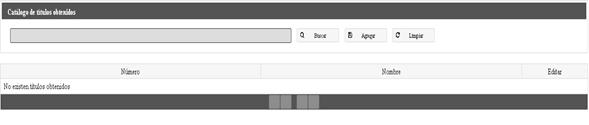 Catálogo de títulos obtenidos
Buscar Agregar Limpiar
Número Nombre Editar
No existen títulos obtenidos